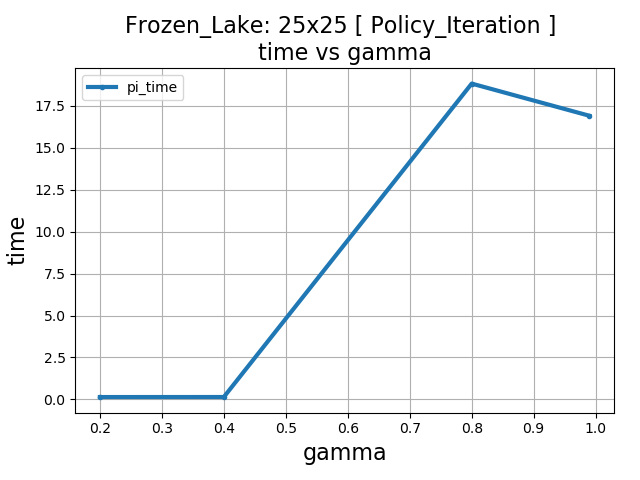 Frozen_Lake: 25x25 [ Policy_Iteration ]
time vs gamma
pi_time
17.5
15.0
12.5
10.0
7.5
5.0
2.5
0.0
time
0.2 0.3 0.4 0.5 0.6 0.7 0.8 0.9 1.0
gamma